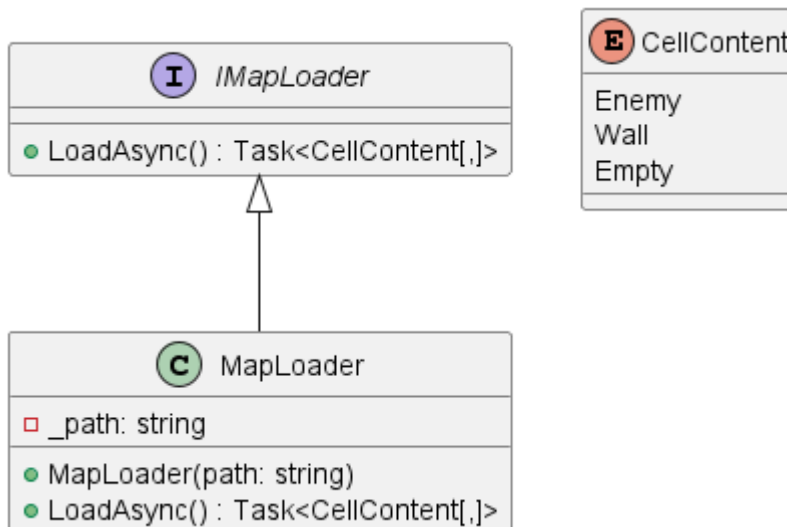 I IMapLoader
LoadAsync() : Task<CellContent[,]>
E CellContent
Enemy
Wall
Empty
C MapLoader
_path: string
MapLoader(path: string)
LoadAsync() : Task<CellContent[,]>